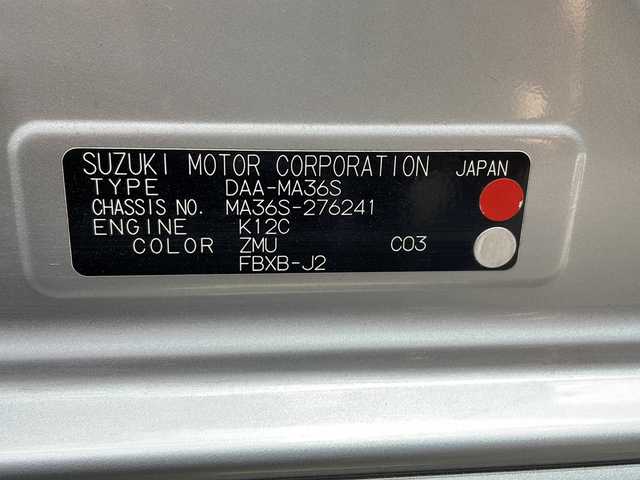 SUZUKI MOTOR CORPORATION JAPAN
TYPE DAA-MA36S
CHASSIS NO. MA36S-276241
ENGINE K12C
COLOR ZMU C03
FBXB-J2